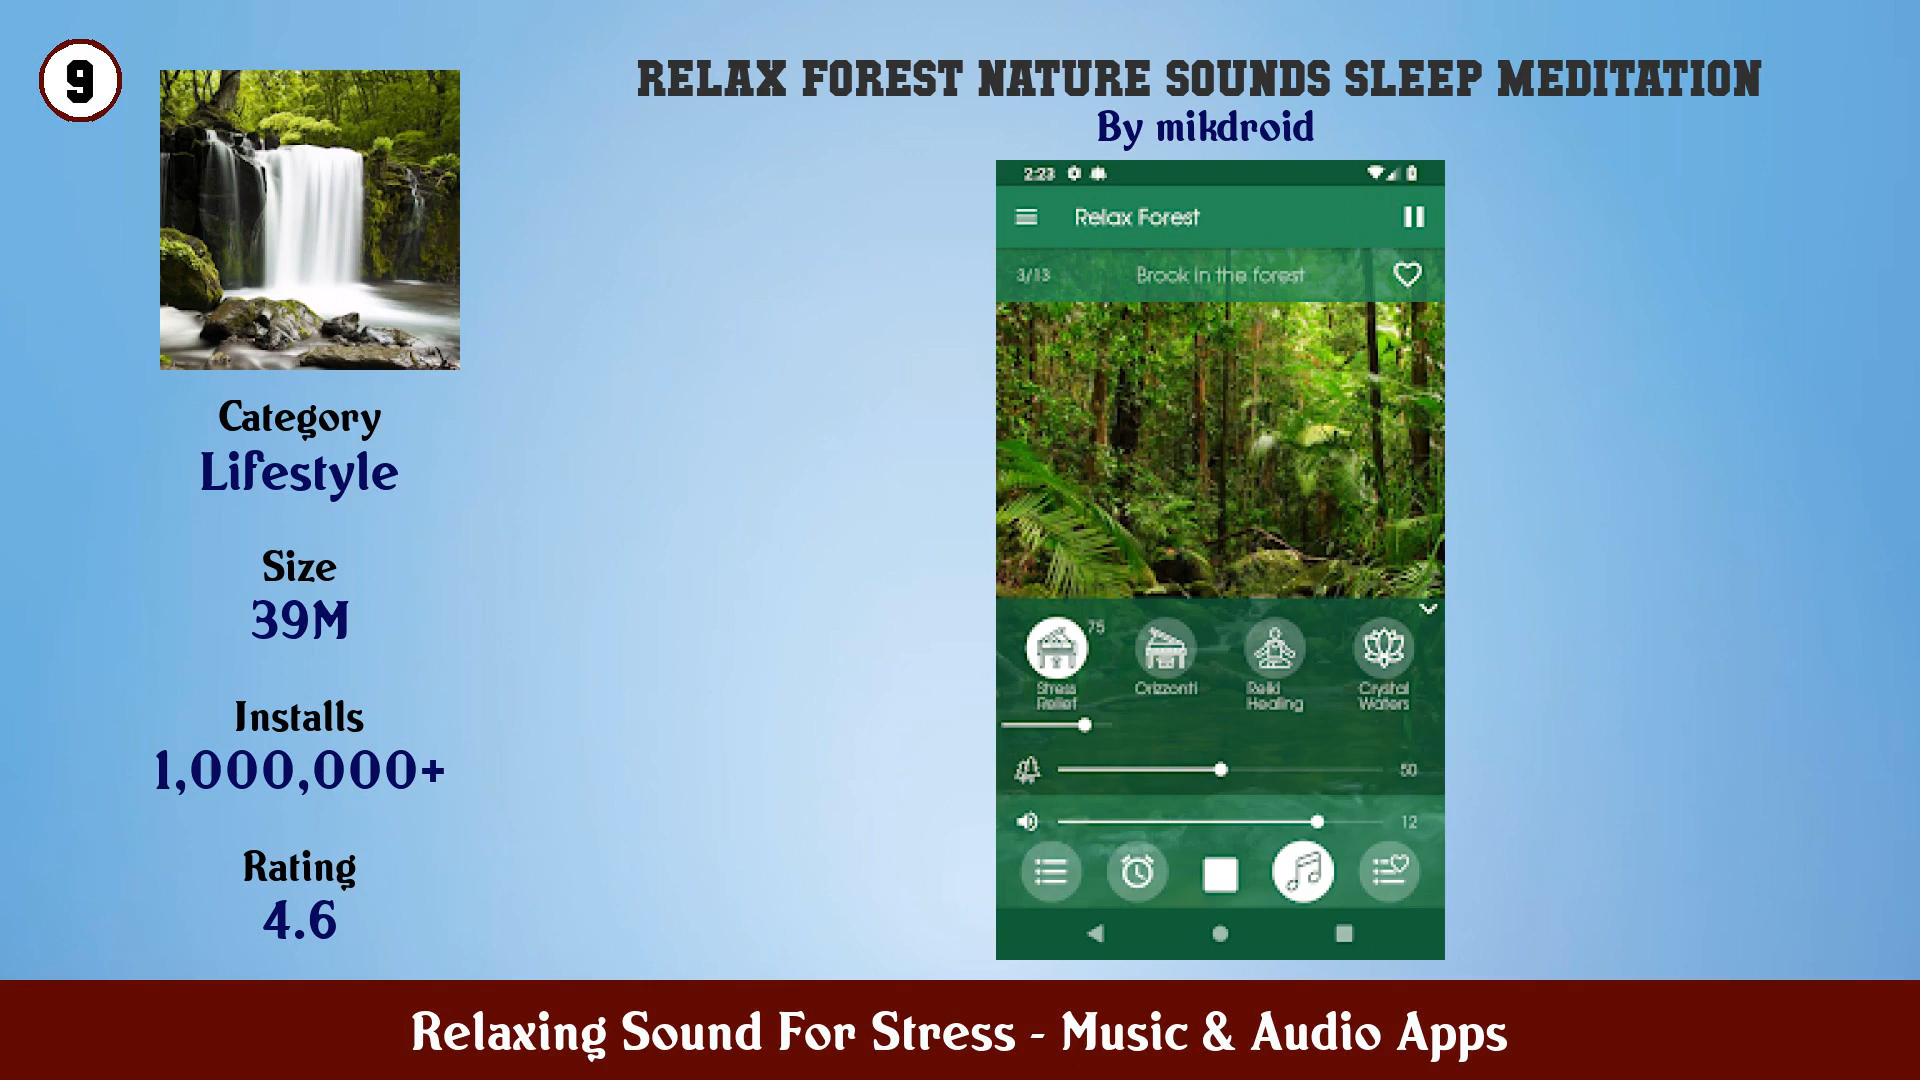 9
RELAX FOREST NATURE SOUNDS SLEEP MEDITATION
By mikdroid
Category
Lifestyle
Size
39M
Installs
1,000,000+
Rating
4.6
2:23
Relax Forest
3/13
Brook in the forest
75
Stress
Relief
Orizzonti
Reiki
Healing
Crystal
Waters
50
12
Relaxing Sound For Stress - Music & Audio Apps